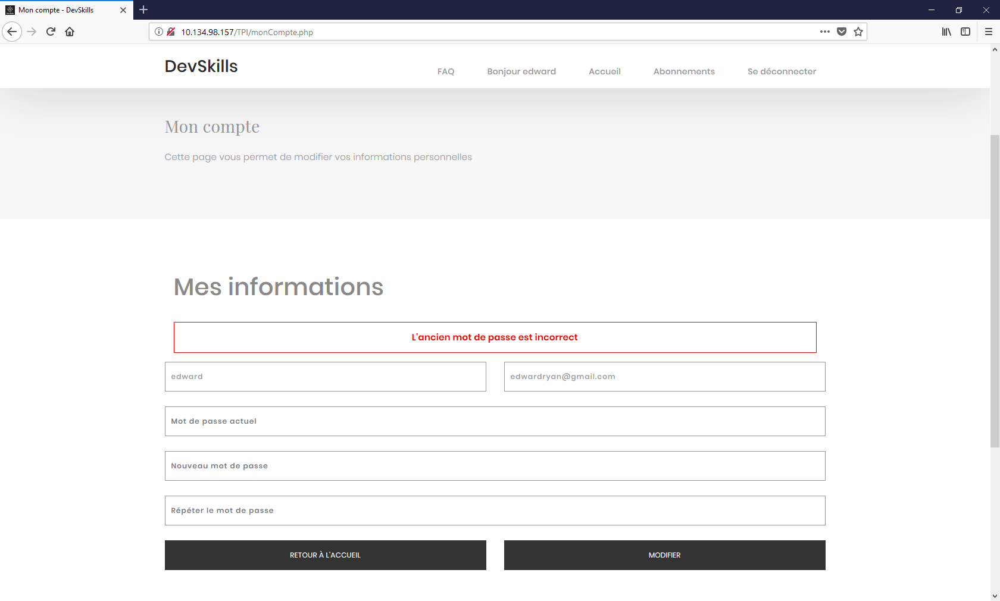 Mon compte - DevSkills
10.134.98.157/TPI/monCompte.php
DevSkills
FAQ
Bonjour edward
Accueil
Abonnements
Se déconnecter
Mon compte
Cette page vous permet de modifier vos informations personnelles
Mes informations
L'ancien mot de passe est incorrect
edward
edwardryan@gmail.com
Mot de passe actuel
Nouveau mot de passe
Répéter le mot de passe
RETOUR À L'ACCUEIL
MODIFIER